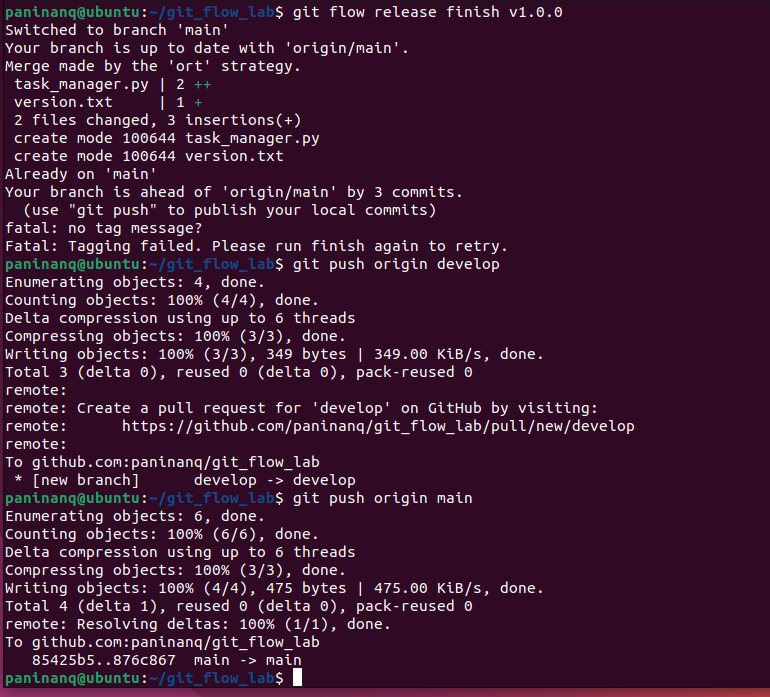 paninanq@ubuntu:~/git_flow_lab$ git flow release finish v1.0.0
Switched to branch 'main'
Your branch is up to date with 'origin/main'.
Merge made by the 'ort' strategy.
 task_manager.py | 2 ++
 version.txt     | 1 +
 2 files changed, 3 insertions(+)
 create mode 100644 task_manager.py
 create mode 100644 version.txt
Already on 'main'
Your branch is ahead of 'origin/main' by 3 commits.
  (use "git push" to publish your local commits)
fatal: no tag message?
Fatal: Tagging failed. Please run finish again to retry.
paninanq@ubuntu:~/git_flow_lab$ git push origin develop
Enumerating objects: 4, done.
Counting objects: 100% (4/4), done.
Delta compression using up to 6 threads
Compressing objects: 100% (3/3), done.
Writing objects: 100% (3/3), 349 bytes | 349.00 KiB/s, done.
Total 3 (delta 0), reused 0 (delta 0), pack-reused 0
remote:
remote: Create a pull request for 'develop' on GitHub by visiting:
remote:      https://github.com/paninanq/git_flow_lab/pull/new/develop
remote:
To github.com:paninanq/git_flow_lab
 * [new branch]      develop -> develop
paninanq@ubuntu:~/git_flow_lab$ git push origin main
Enumerating objects: 6, done.
Counting objects: 100% (6/6), done.
Delta compression using up to 6 threads
Compressing objects: 100% (3/3), done.
Writing objects: 100% (4/4), 475 bytes | 475.00 KiB/s, done.
Total 4 (delta 1), reused 0 (delta 0), pack-reused 0
remote: Resolving deltas: 100% (1/1), done.
To github.com:paninanq/git_flow_lab
   85425b5..876c867  main -> main
paninanq@ubuntu:~/git_flow_lab$